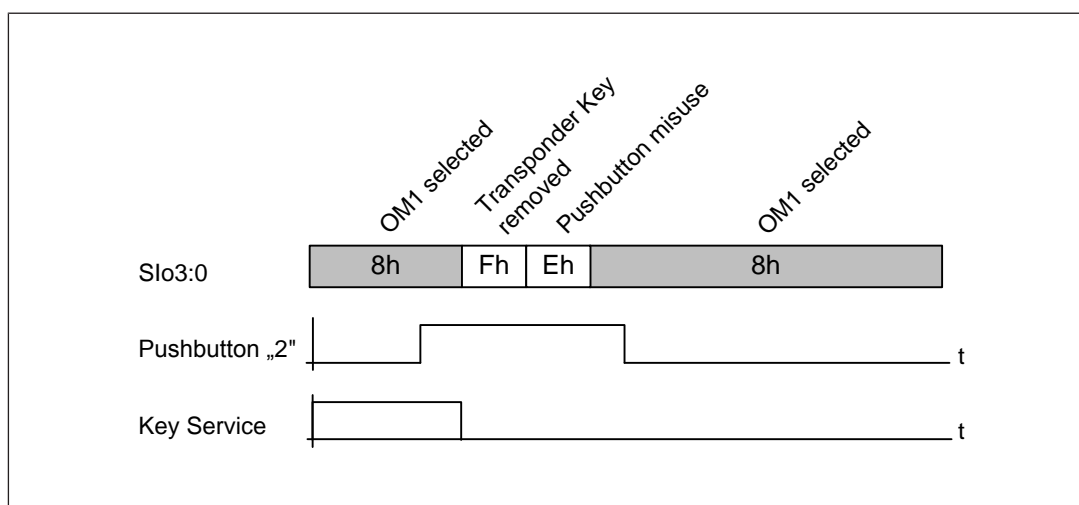 OM1 selected
Transponder Key
removed
Pushbutton misuse
OM1 selected
SIo3:0
8h
Fh
Eh
8h
Pushbutton „2"
t
Key Service
t